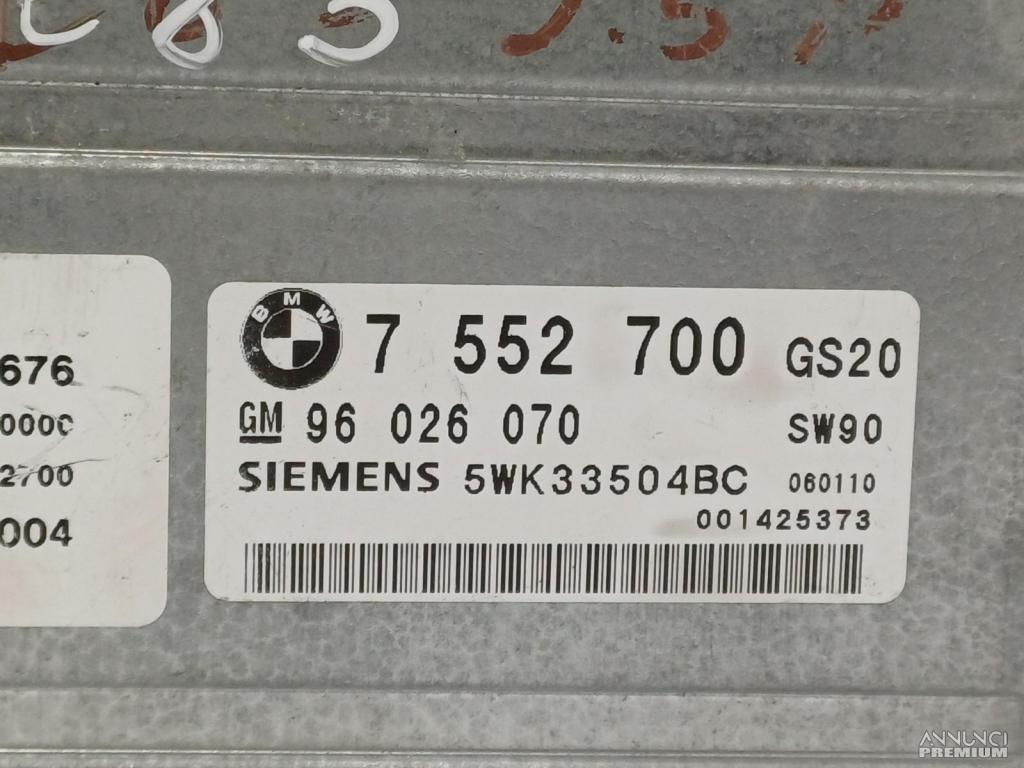 676
0000
2700
004
BMW 7 552 700 GS20
GM 96 026 070 SW90
SIEMENS 5WK33504BC 060110
001425373
ANNUNCI
PREMIUM